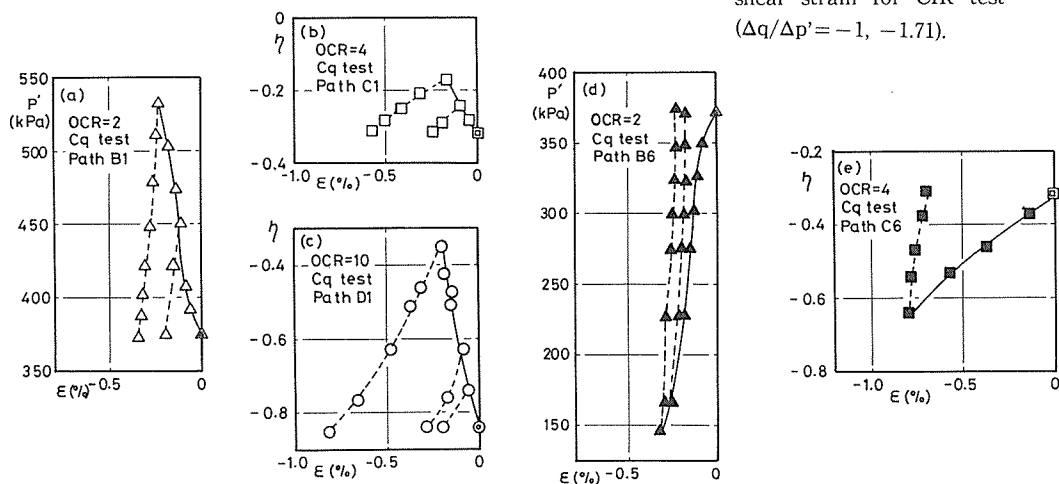 shear strain for CIR test
(Δq/Δp'= −1, −1.71).
(a)
550
P'
(kPa)
OCR=2
Cq test
Path B1
500
450
400
350
ε(%)
-0.5
0
(b)
0
η
OCR=4
Cq test
Path C1
-0.2
-0.4
-1.0
-0.5
0
ε(%)
(c)
η
OCR=10
Cq test
Path D1
-0.4
-0.6
-0.8
-1.0
-0.5
0
ε(%)
(d)
400
P'
(kPa)
OCR=2
Cq test
Path B6
350
300
250
200
150
ε(%)
-0.5
0
(e)
-0.2
η
OCR=4
Cq test
Path C6
-0.4
-0.6
-0.8
-1.0
-0.5
0
ε(%)